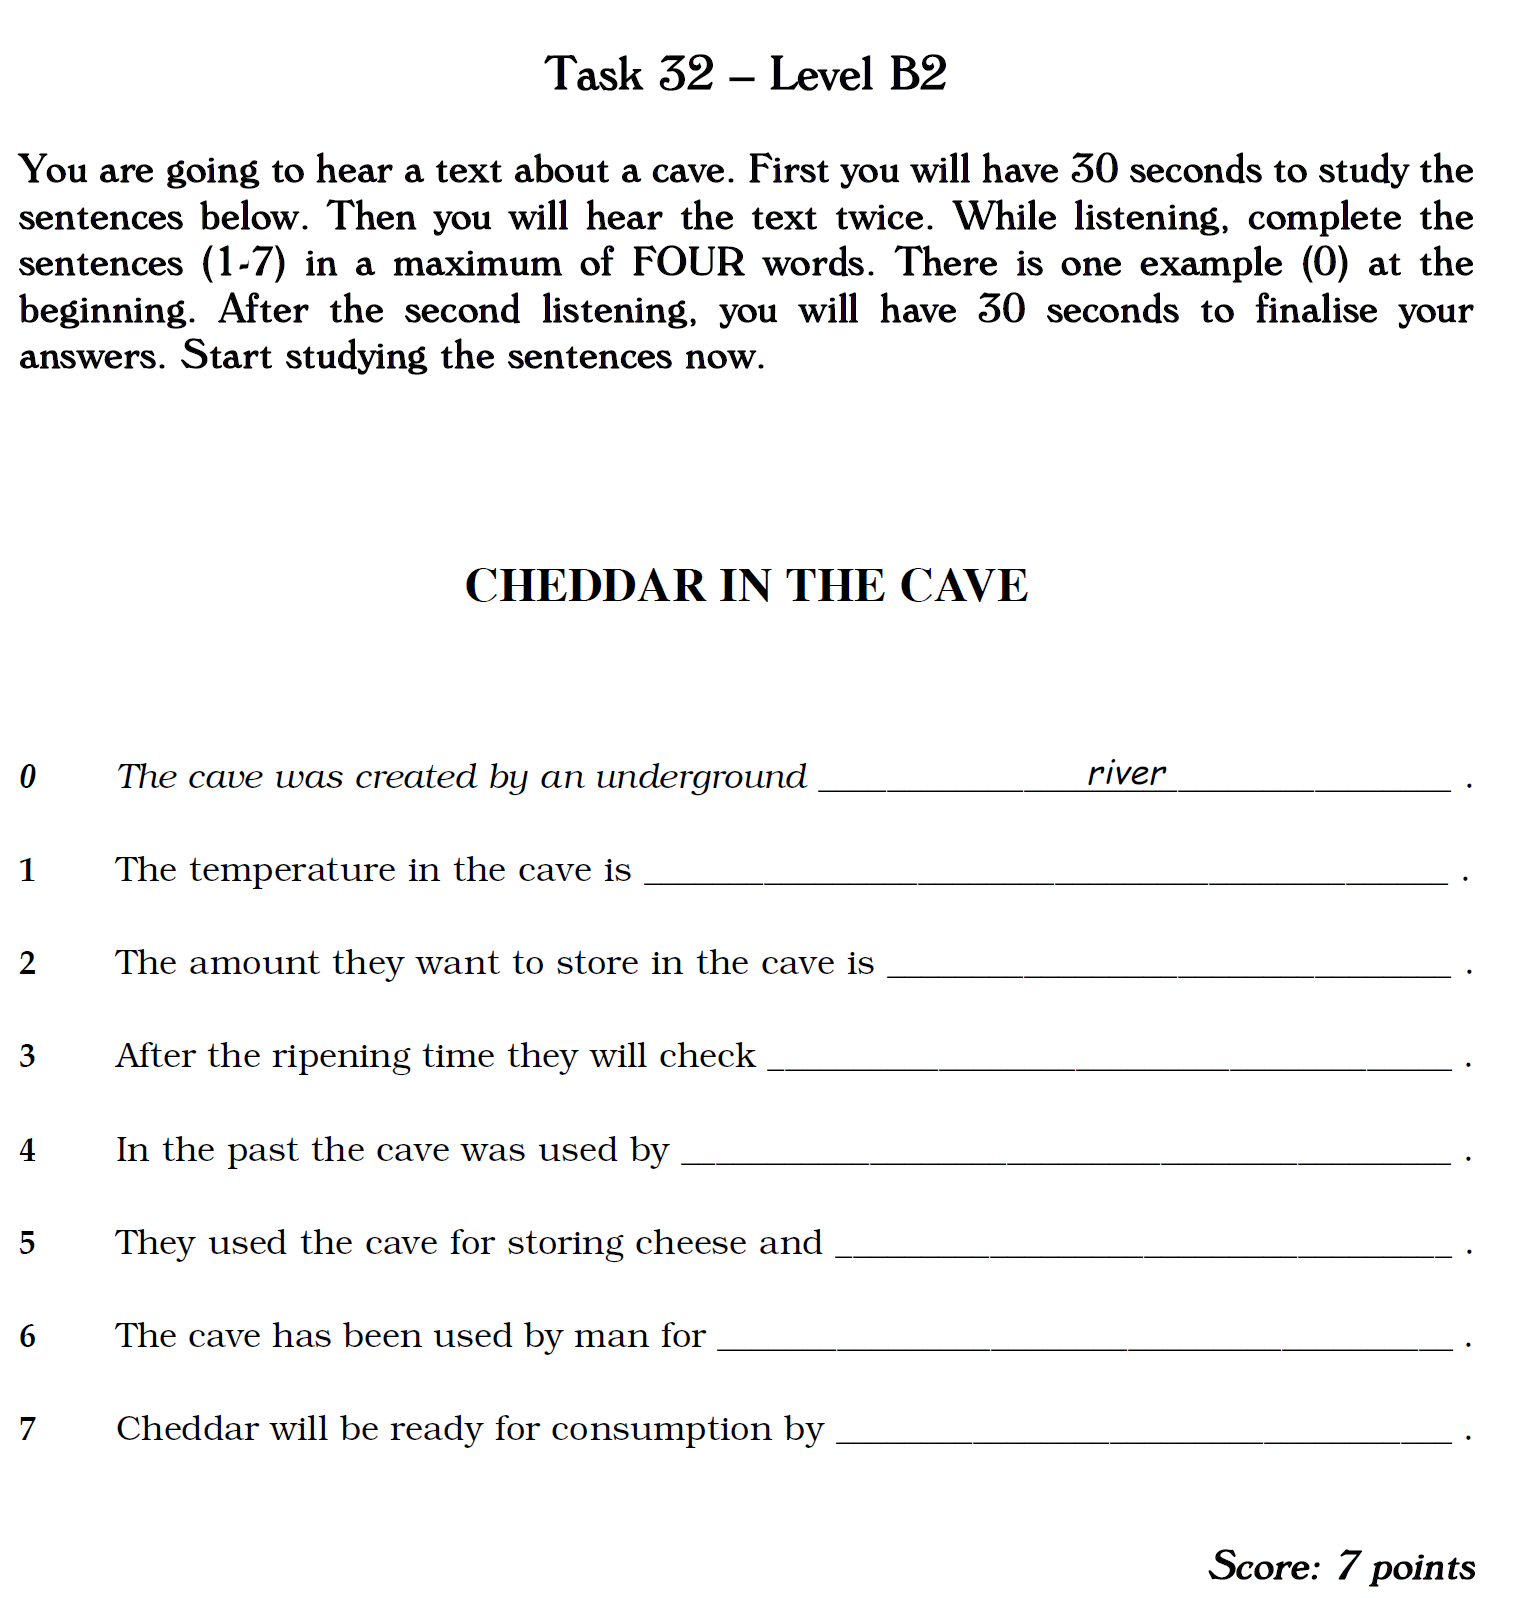 Task 32 – Level B2
You are going to hear a text about a cave. First you will have 30 seconds to study the
sentences below. Then you will hear the text twice. While listening, complete the
sentences (1-7) in a maximum of FOUR words. There is one example (0) at the
beginning. After the second listening, you will have 30 seconds to finalise your
answers. Start studying the sentences now.
CHEDDAR IN THE CAVE
0 The cave was created by an underground river .
1 The temperature in the cave is ____________________ .
2 The amount they want to store in the cave is ____________________ .
3 After the ripening time they will check ____________________ .
4 In the past the cave was used by ____________________ .
5 They used the cave for storing cheese and ____________________ .
6 The cave has been used by man for ____________________ .
7 Cheddar will be ready for consumption by ____________________ .
Score: 7 points